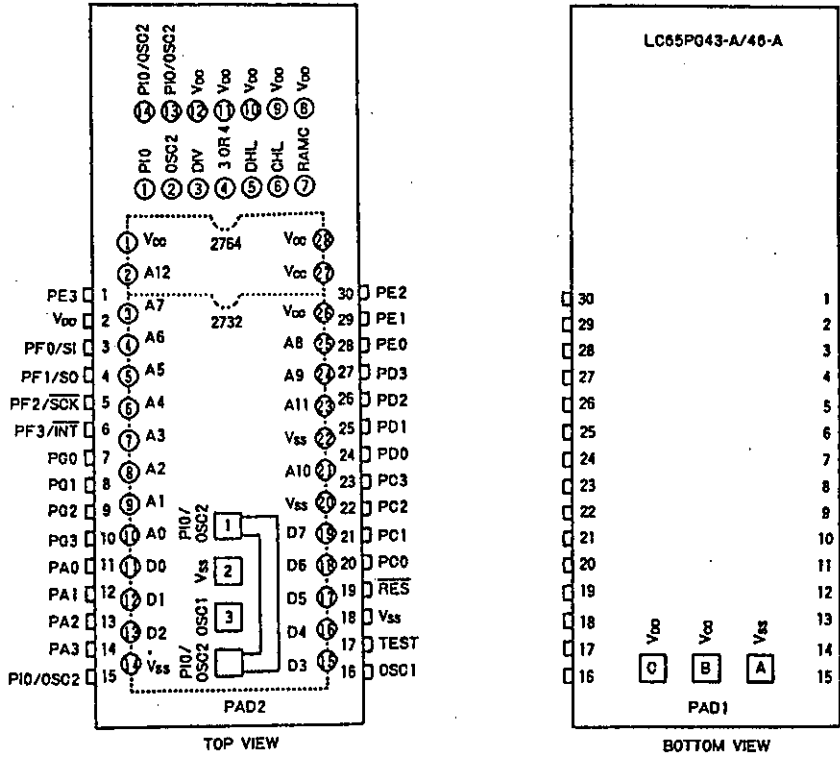 PI0/OSC2
PI0/OSC2
VDD
VDD
VDD
VDD
VDD
14 13 12 11 10 9 8
PI0
OSC2
DIV
3 OR 4
DHL
CHL
RAMC
1 2 3 4 5 6 7
1 VCC 2764 VCC 28
2 A12 VCC 27
PE3 1 3 A7 2732 VCC 26 30 PE2
VDD 2 29 PE1
PF0/SI 3 4 A6 A8 25 28 PE0
PF1/SO 4 5 A5 A9 24 27 PD3
PF2/SCK 5 6 A4 A11 23 26 PD2
PF3/INT 6 7 A3 VSS 22 25 PD1
PG0 7 24 PD0
PG1 8 8 A2 A10 21 23 PC3
PG2 9 9 A1 VSS 20 22 PC2
PG3 10 10 A0 D7 19 21 PC1
PA0 11 11 D0 D6 18 20 PC0
PA1 12 12 D1 D5 17 19 RES
PA2 13 13 D2 D4 16 18 VSS
PA3 14 14 VSS D3 15 17 TEST
PI0/OSC2 15 16 OSC1
PI0/OSC2 1
VSS 2
OSC1 3
PI0/OSC2
PAD2
TOP VIEW
LC65PG43-A/46-A
30 1
29 2
28 3
27 4
26 5
25 6
24 7
23 8
22 9
21 10
20 11
19 12
18 13
17 14
16 15
VDD VCC VSS
C B A
PAD1
BOTTOM VIEW